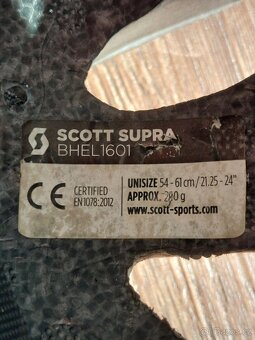 SCOTT SUPRA
BHEL1601
CE
CERTIFIED
EN1078:2012
UNISIZE 54 - 61 cm / 21.25 - 24"
APPROX. 280 g
www.scott-sports.com